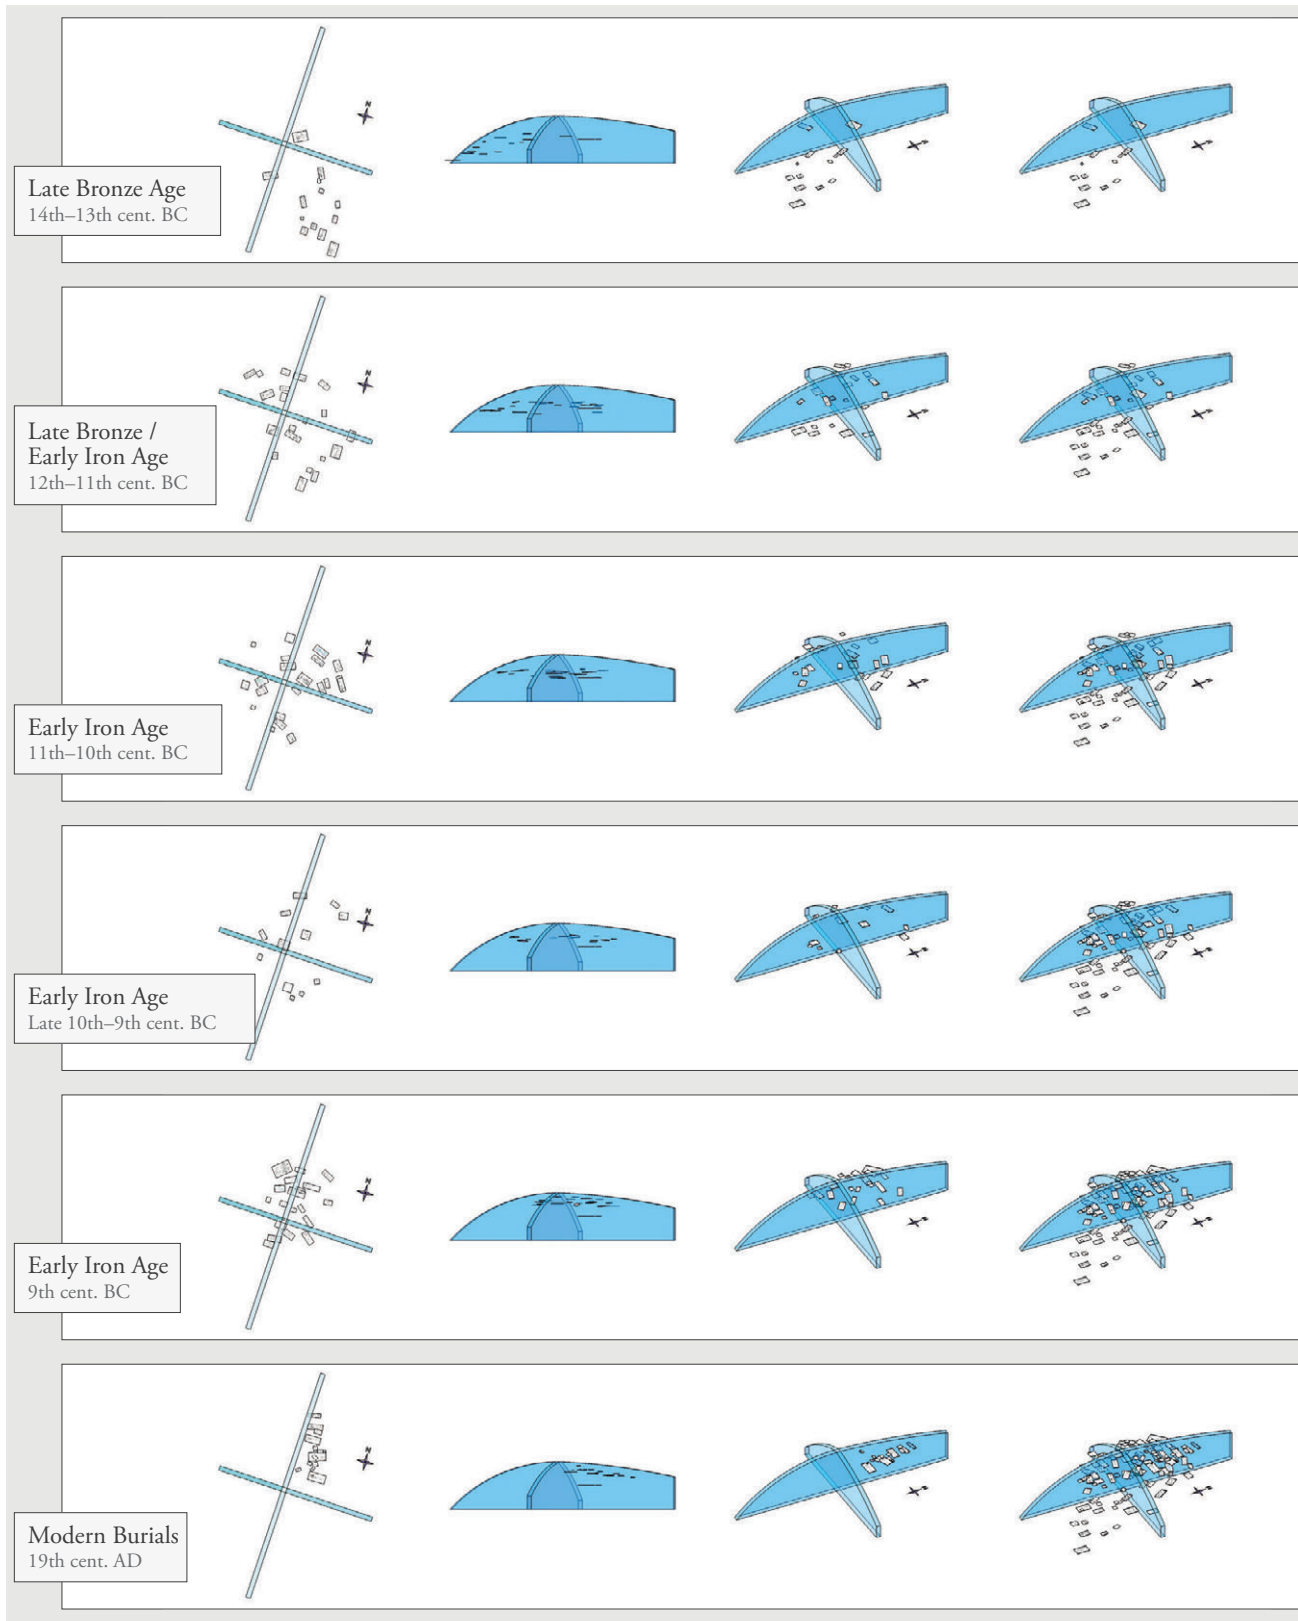 N
Late Bronze Age
14th–13th cent. BC
N
Late Bronze /
Early Iron Age
12th–11th cent. BC
N
Early Iron Age
11th–10th cent. BC
N
Early Iron Age
Late 10th–9th cent. BC
N
Early Iron Age
9th cent. BC
N
Modern Burials
19th cent. AD